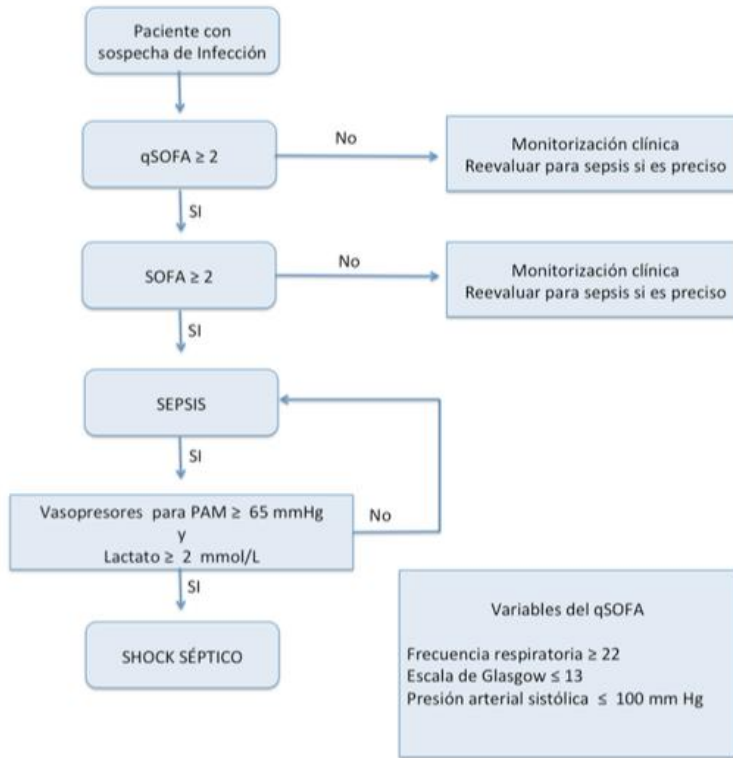 Paciente con
sospecha de Infección
qSOFA ≥ 2
No
Monitorización clínica
Reevaluar para sepsis si es preciso
SI
SOFA ≥ 2
No
Monitorización clínica
Reevaluar para sepsis si es preciso
SI
SEPSIS
SI
Vasopresores para PAM ≥ 65 mmHg
y
Lactato ≥ 2 mmol/L
No
SI
SHOCK SÉPTICO
Variables del qSOFA
Frecuencia respiratoria ≥ 22
Escala de Glasgow ≤ 13
Presión arterial sistólica ≤ 100 mm Hg